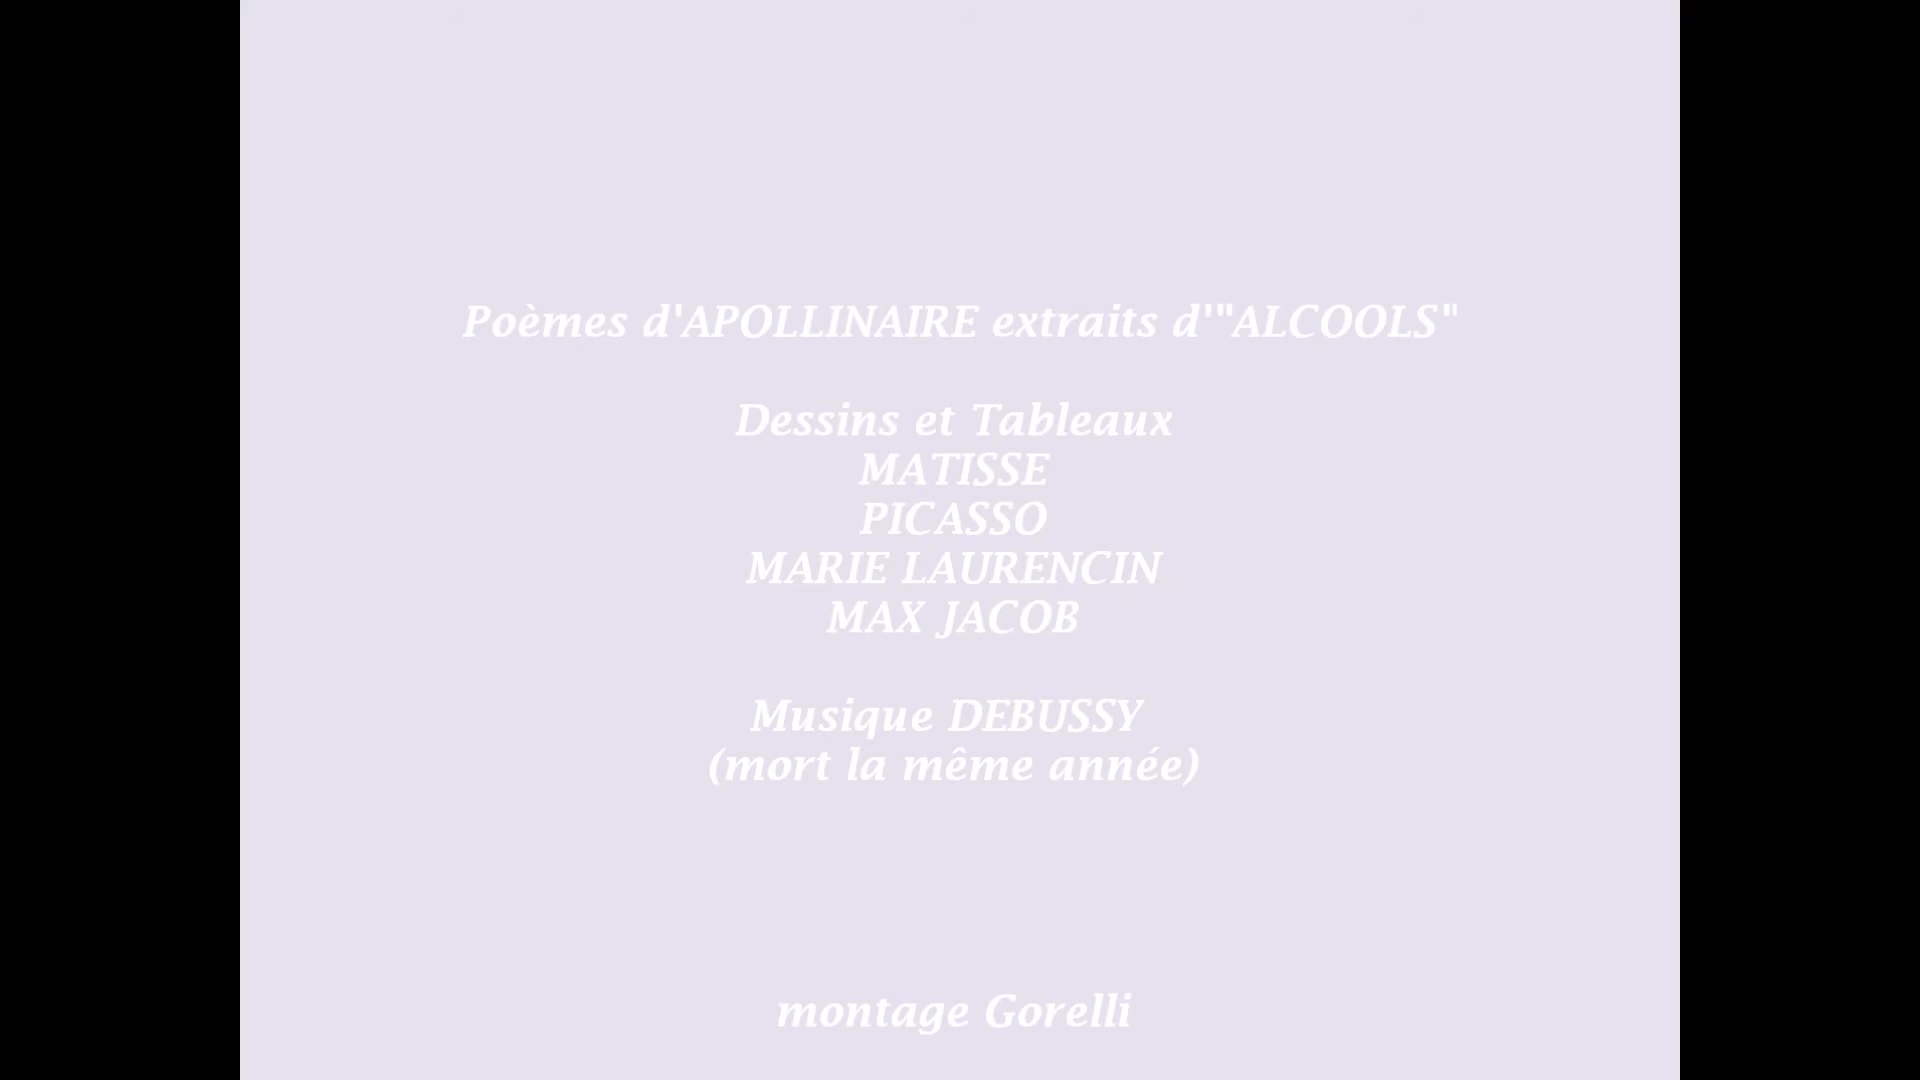 Poèmes d'APOLLINAIRE extraits d'"ALCOOLS"
Dessins et Tableaux
MATISSE
PICASSO
MARIE LAURENCIN
MAX JACOB
Musique DEBUSSY
(mort la même année)
montage Gorelli